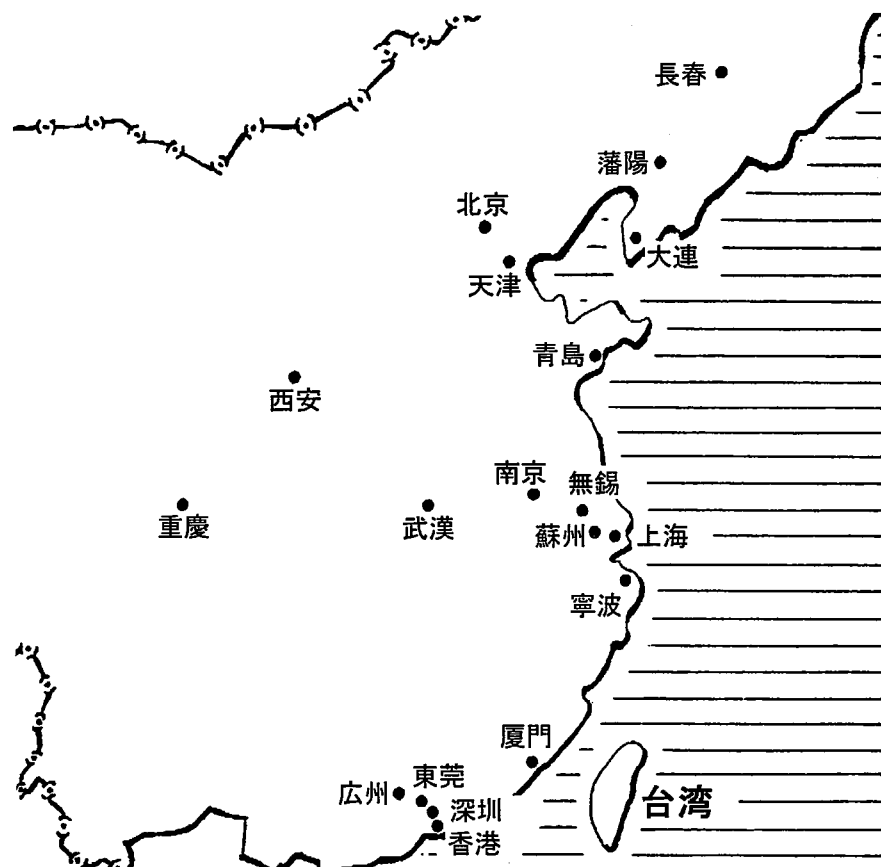 長春
藩陽
北京
大連
天津
青島
西安
南京
無錫
重慶
武漢
蘇州
上海
寧波
厦門
東莞
広州
台湾
深圳
香港